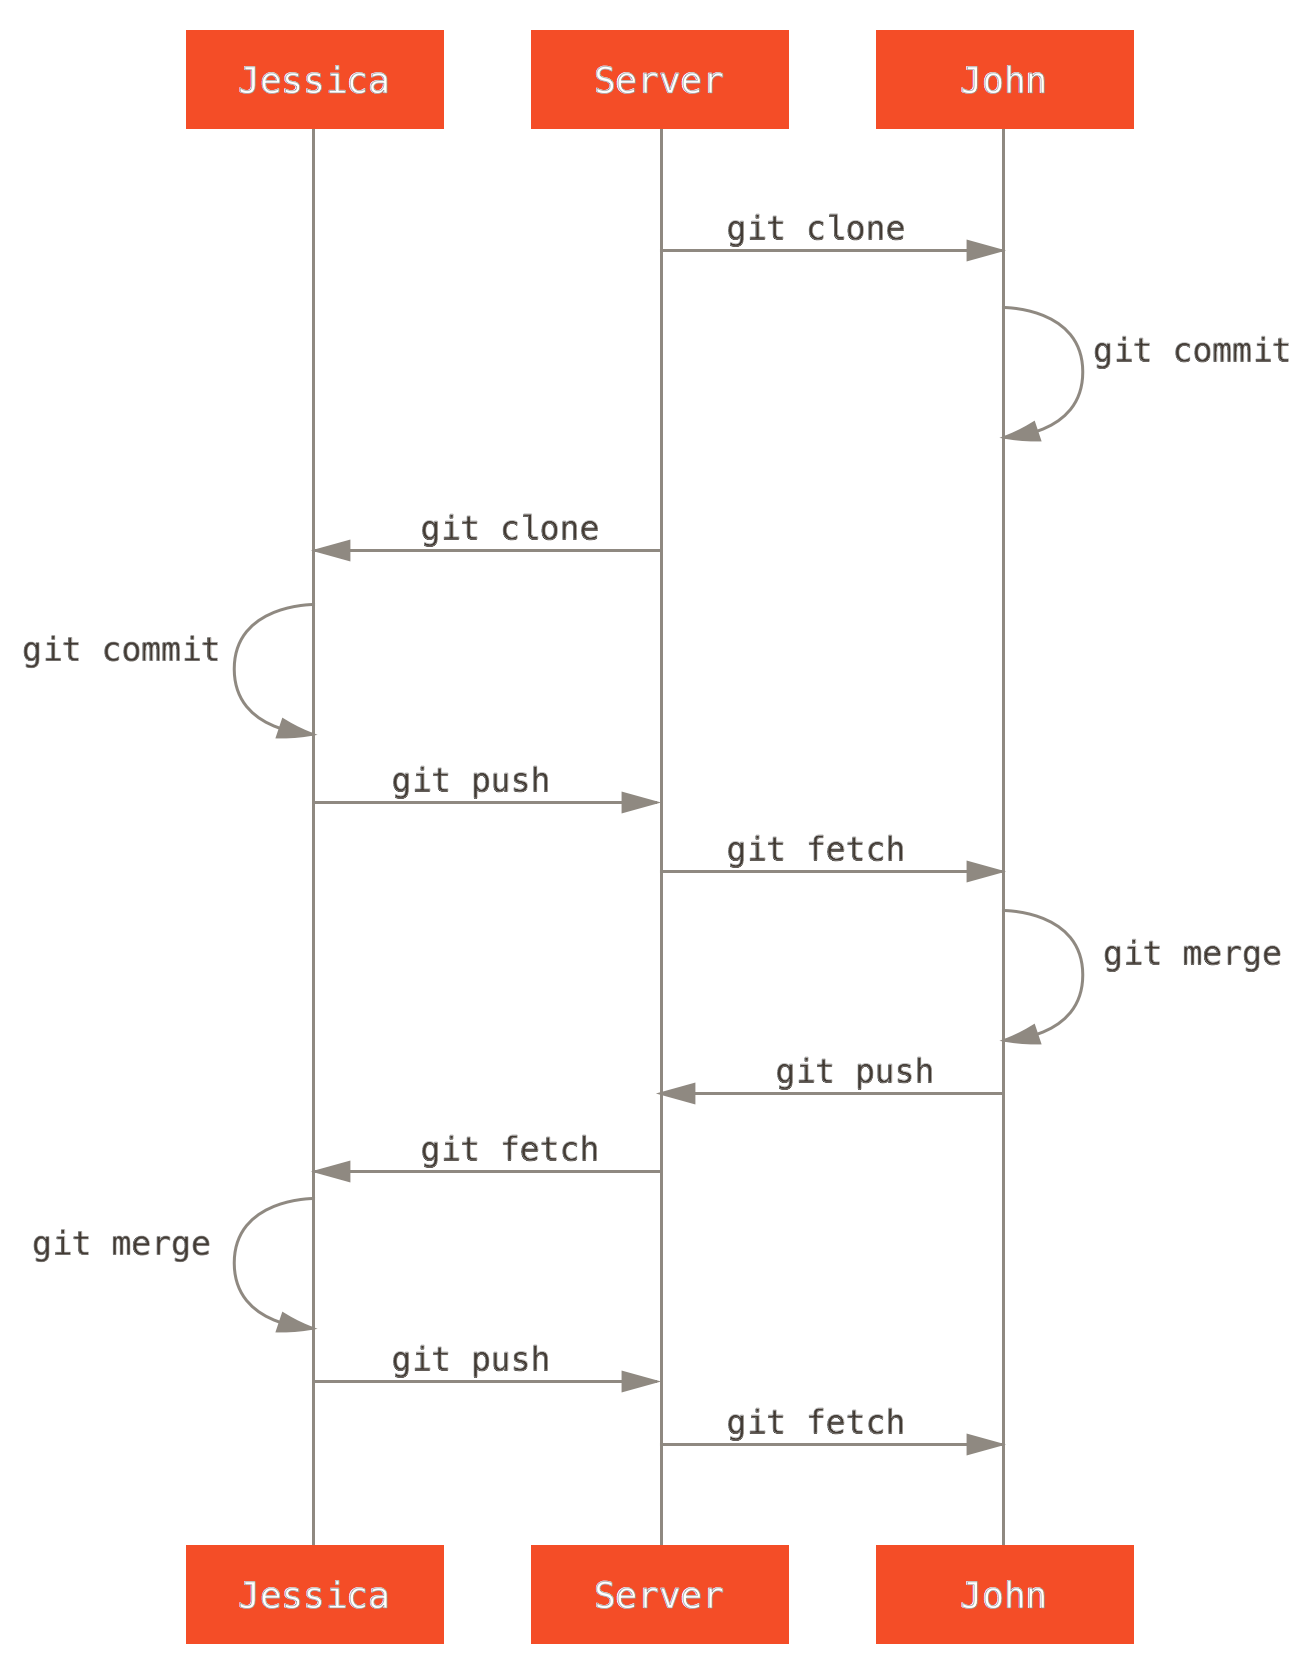 Jessica
Server
John
git clone
git commit
git clone
git commit
git push
git fetch
git merge
git push
git fetch
git merge
git push
git fetch
Jessica
Server
John